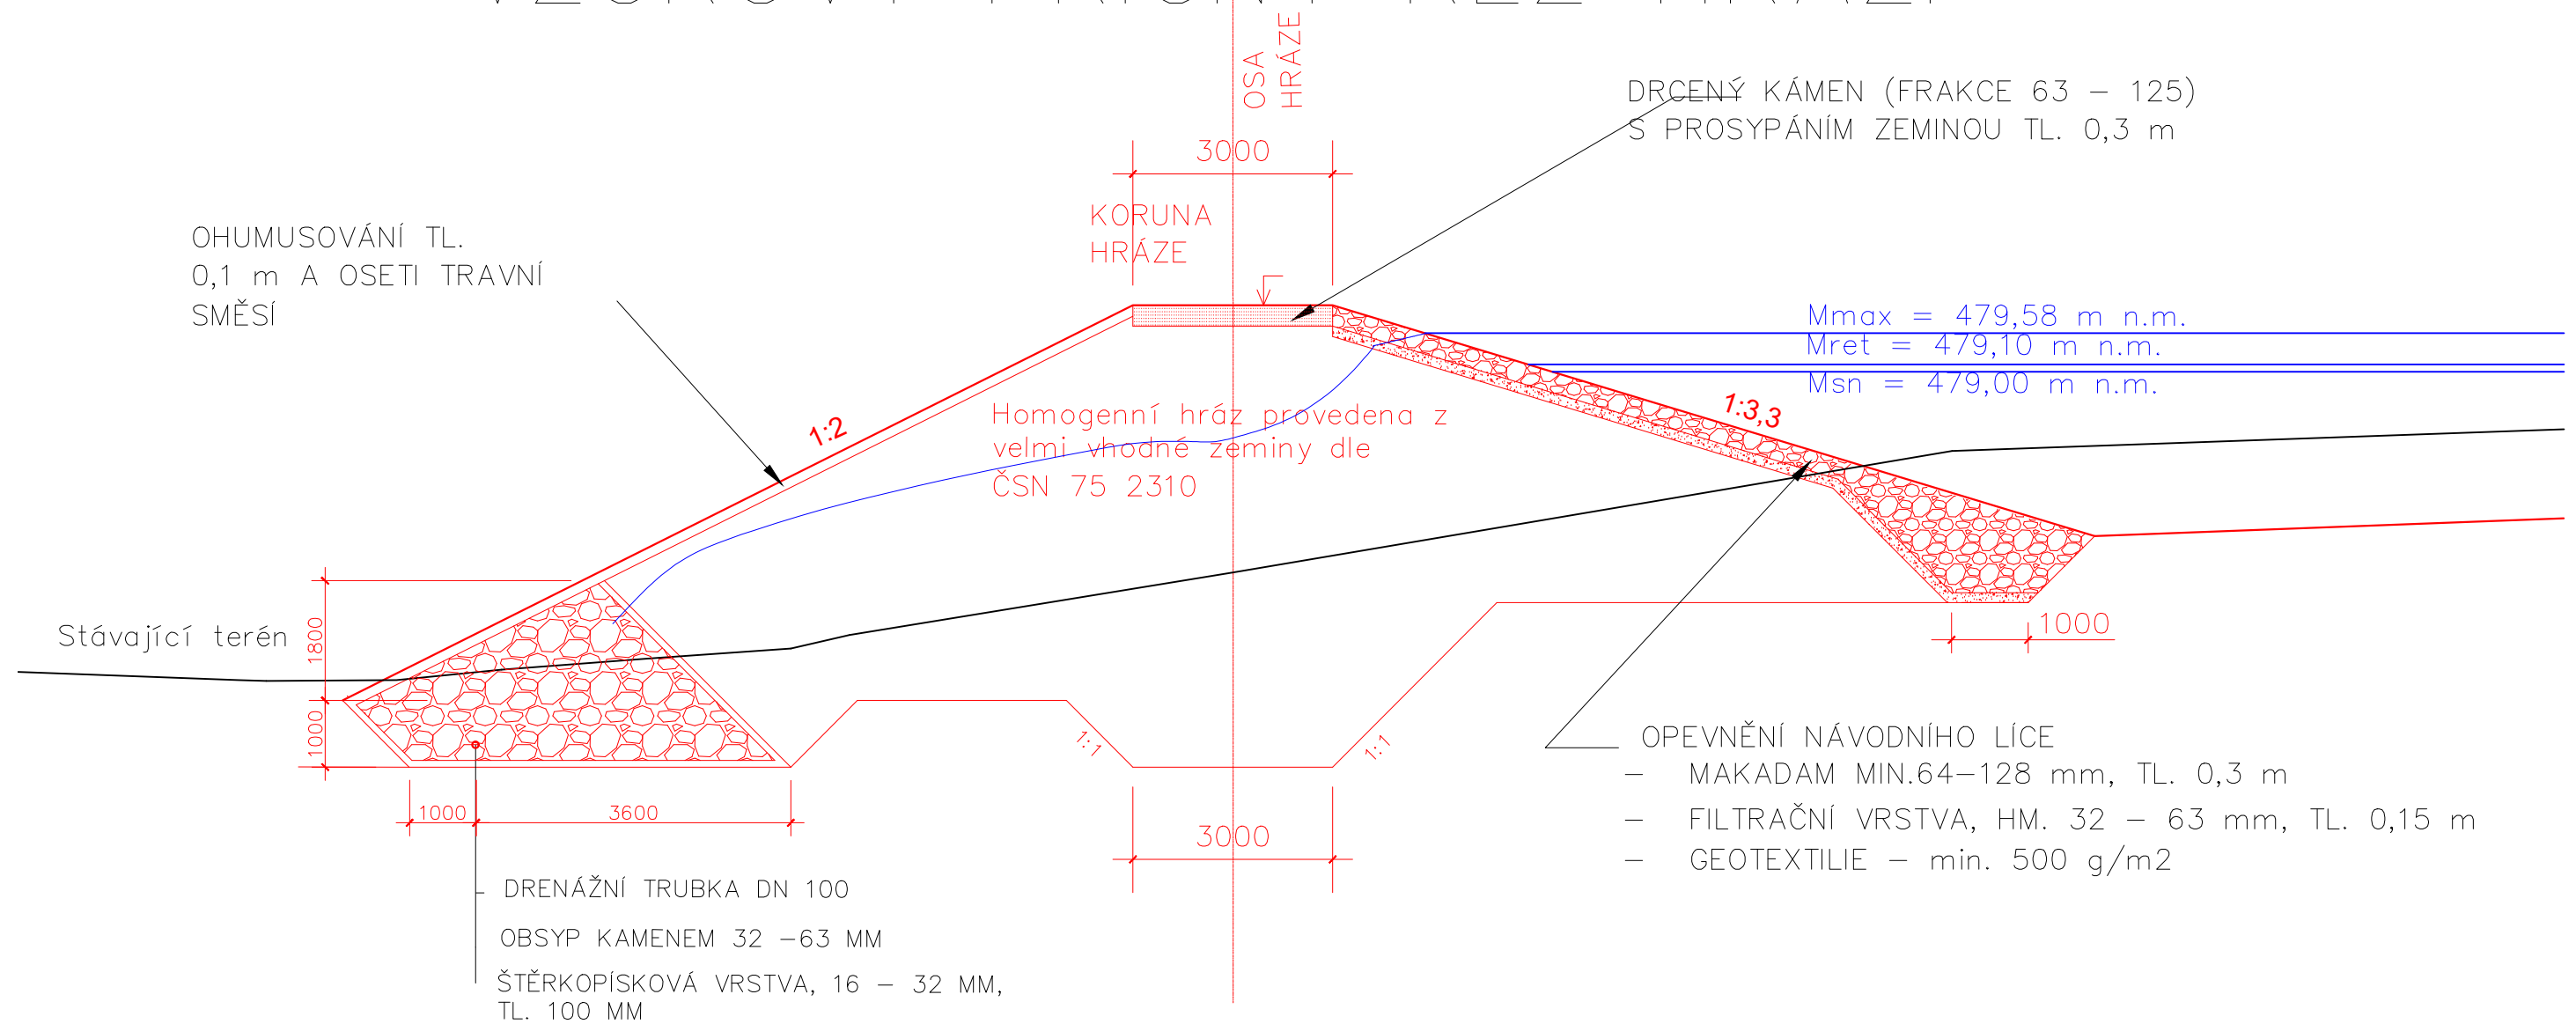 OSA
HRÁZE
DRCENÝ KÁMEN (FRAKCE 63 – 125)
S PROSYPÁNÍM ZEMINOU TL. 0,3 m
3000
KORUNA
HRÁZE
OHUMUSOVÁNÍ TL.
0,1 m A OSETI TRAVNÍ
SMĚSÍ
Mmax = 479,58 m n.m.
Mret = 479,10 m n.m.
Msn = 479,00 m n.m.
1:2
1:3,3
Homogenní hráz provedena z
velmi vhodné zeminy dle
ČSN 75 2310
Stávající terén
1800
1000
1000
1:1
1:1
1000
3600
3000
OPEVNĚNÍ NÁVODNÍHO LÍCE
– MAKADAM MIN.64–128 mm, TL. 0,3 m
– FILTRAČNÍ VRSTVA, HM. 32 – 63 mm, TL. 0,15 m
– GEOTEXTILIE – min. 500 g/m2
DRENÁŽNÍ TRUBKA DN 100
OBSYP KAMENEM 32 –63 MM
ŠTĚRKOPÍSKOVÁ VRSTVA, 16 – 32 MM,
TL. 100 MM